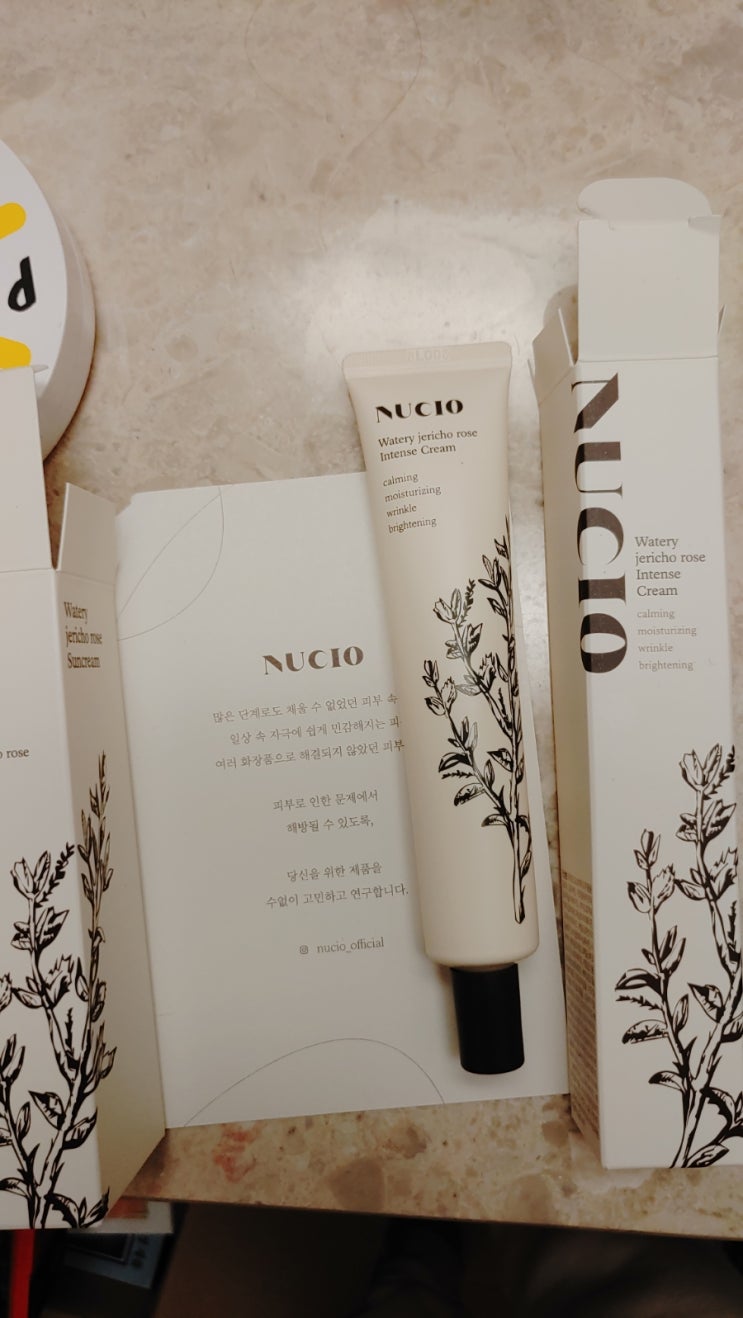 P
Watery
jericho rose
Suncream
rose
NUCIO
많은 단계로도 채울 수 없었던 피부 속
일상 속 자극에 쉽게 민감해지는
여러 화장품으로 해결되지 않았던 피부
피부로 인한 문제에서
해방될 수 있도록,
당신을 위한 제품을
수없이 고민하고 연구합니다.
nucio_official
NUCIO
Watery jericho rose
Intense Cream
calming
moisturizing
wrinkle
brightening
NUCIO
Watery
jericho rose
Intense
Cream
calming
moisturizing
wrinkle
brightening